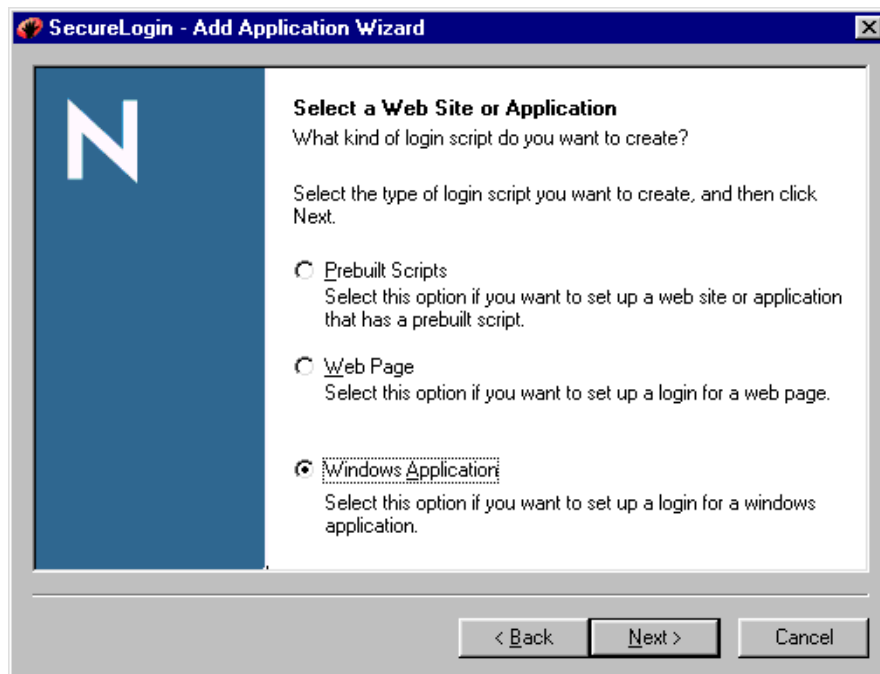 SecureLogin - Add Application Wizard
N
Select a Web Site or Application
What kind of login script do you want to create?
Select the type of login script you want to create, and then click
Next.
Prebuilt Scripts
Select this option if you want to set up a web site or application
that has a prebuilt script.
Web Page
Select this option if you want to set up a login for a web page.
Windows Application
Select this option if you want to set up a login for a windows
application.
< Back Next > Cancel